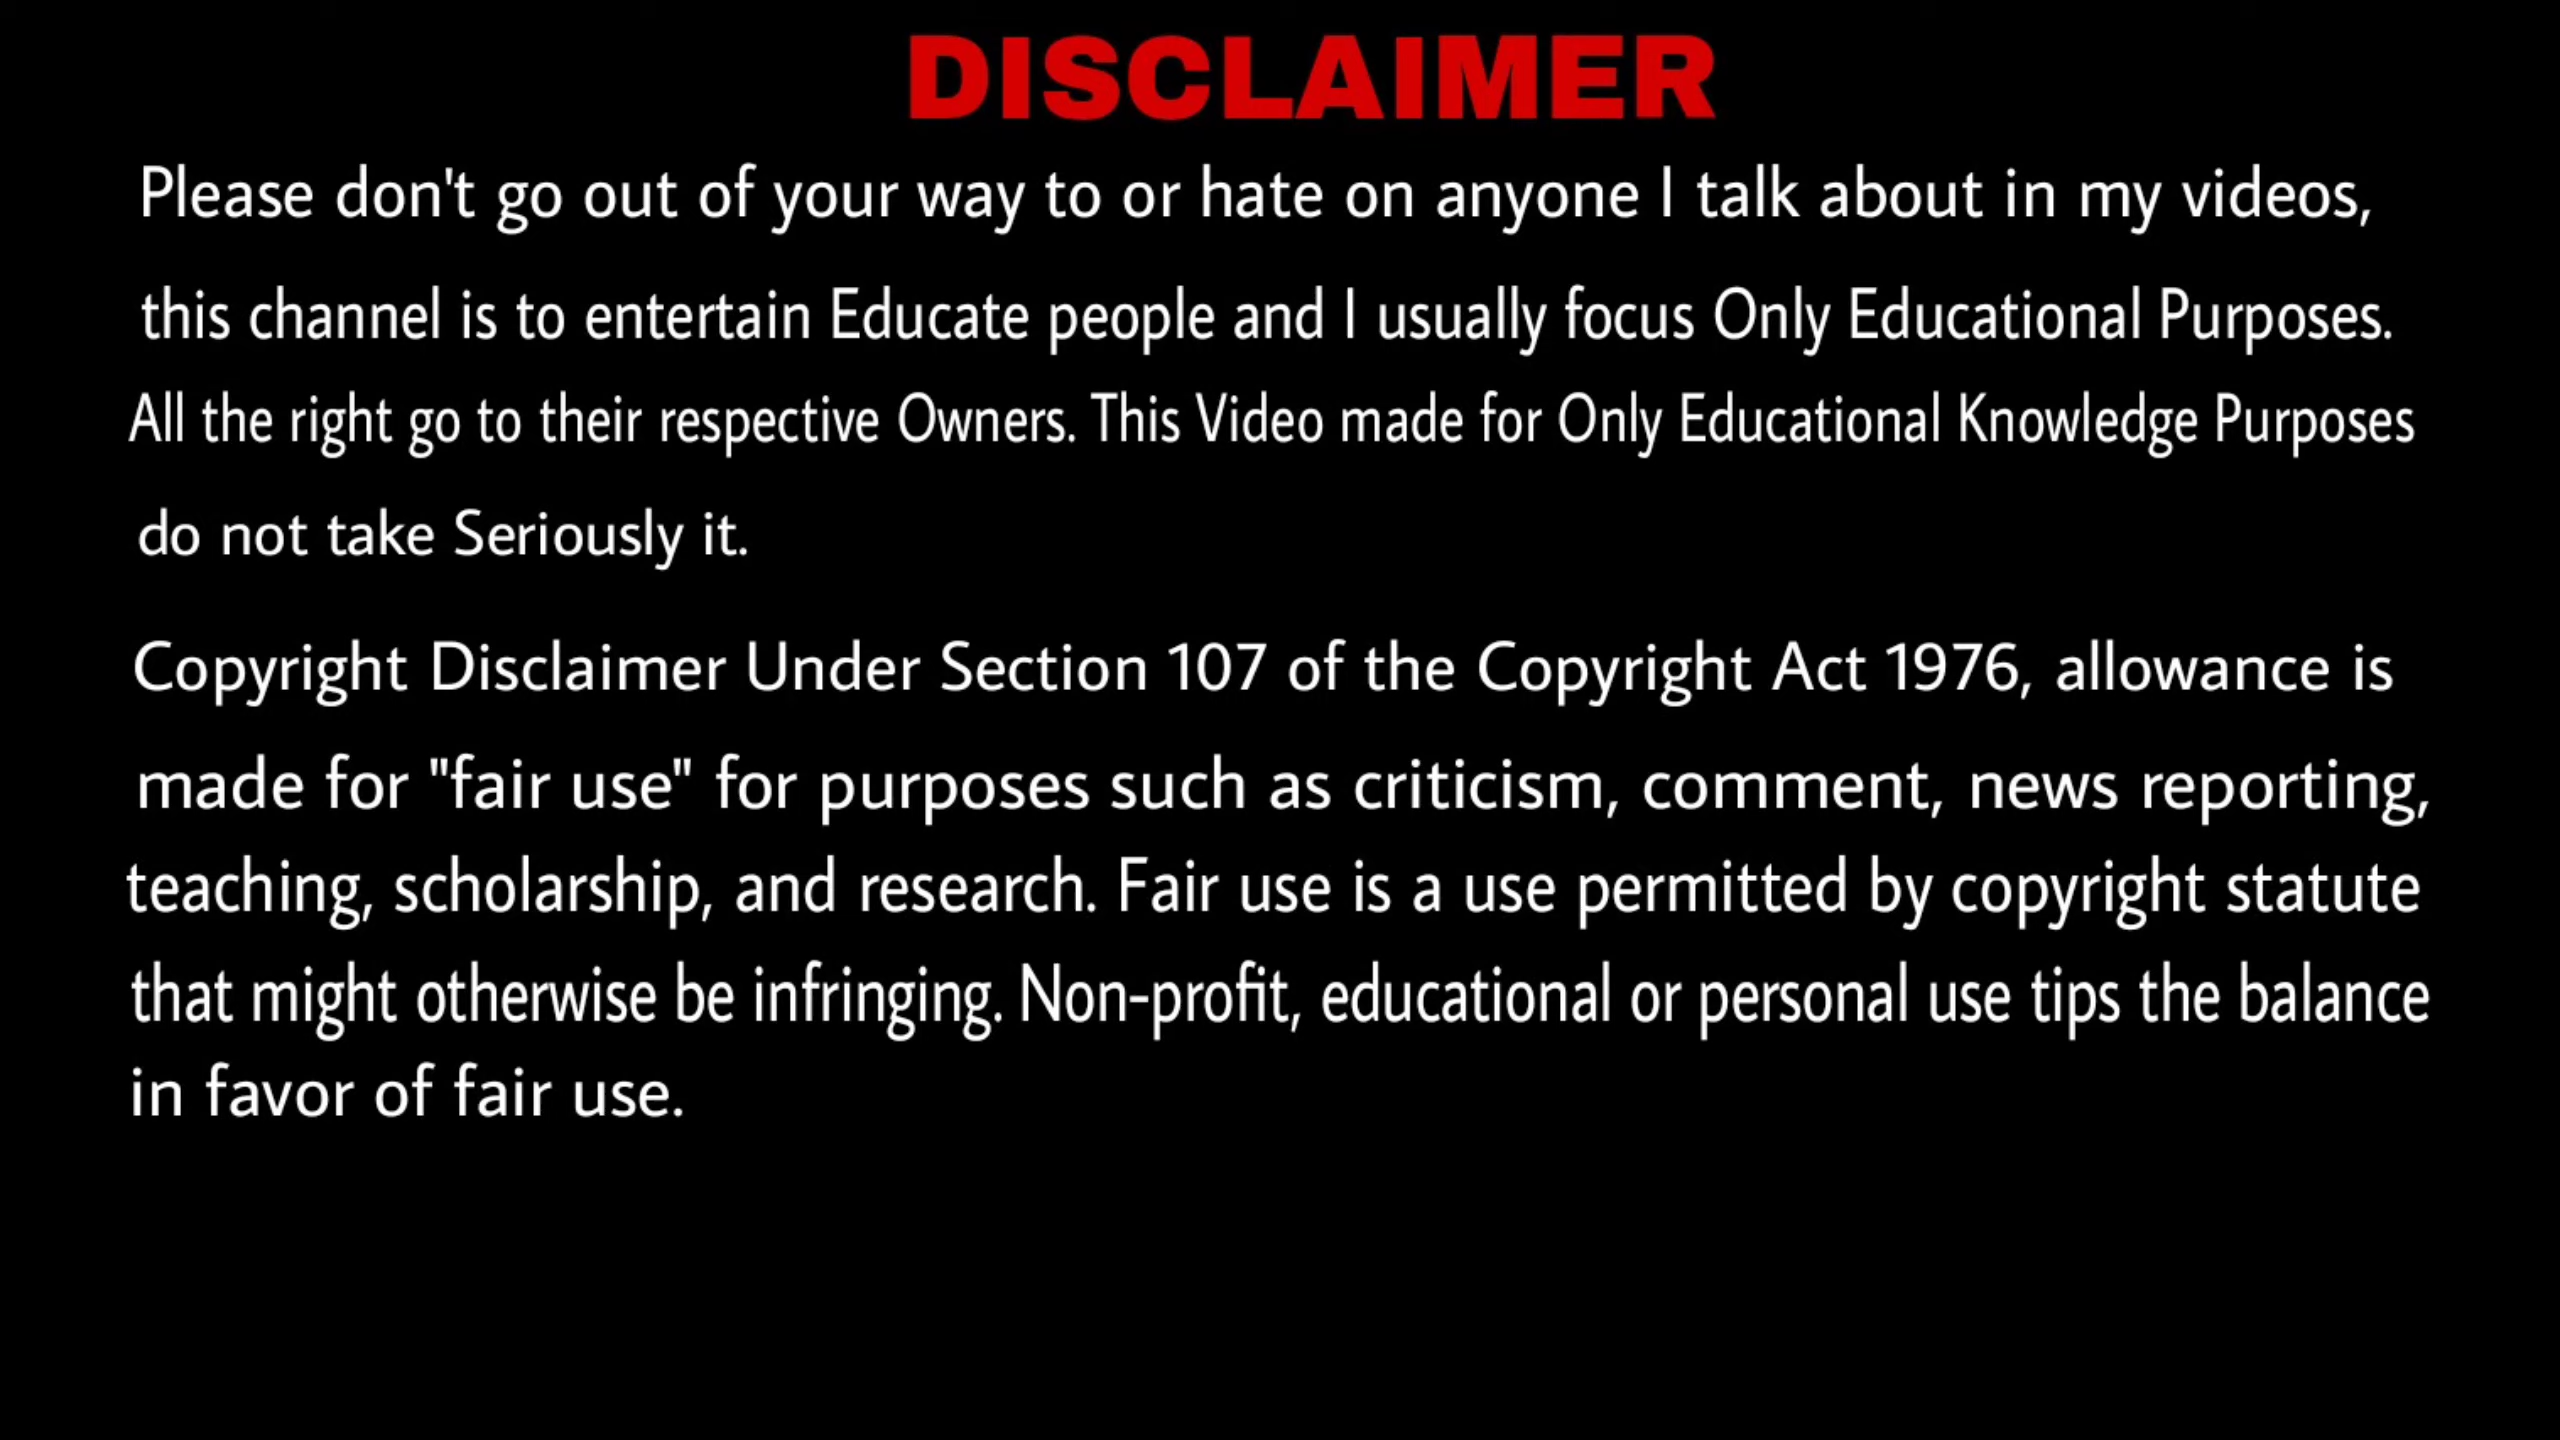 DISCLAIMER
Please don't go out of your way to or hate on anyone I talk about in my videos,
this channel is to entertain Educate people and I usually focus Only Educational Purposes.
All the right go to their respective Owners. This Video made for Only Educational Knowledge Purposes
do not take Seriously it.
Copyright Disclaimer Under Section 107 of the Copyright Act 1976, allowance is
made for "fair use" for purposes such as criticism, comment, news reporting,
teaching, scholarship, and research. Fair use is a use permitted by copyright statute
that might otherwise be infringing. Non-profit, educational or personal use tips the balance
in favor of fair use.